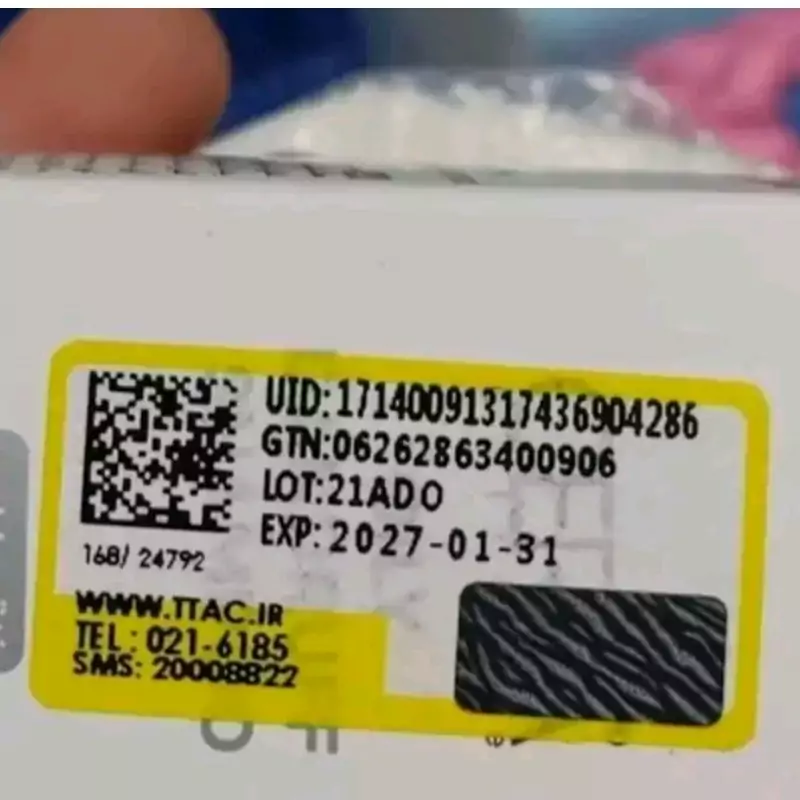 UID:17140091317436904286
GTN:06262863400906
LOT:21ADO
EXP:2027-01-31
168/ 24792
WWW.TTAC.IR
TEL: 021-6185
SMS: 20008822